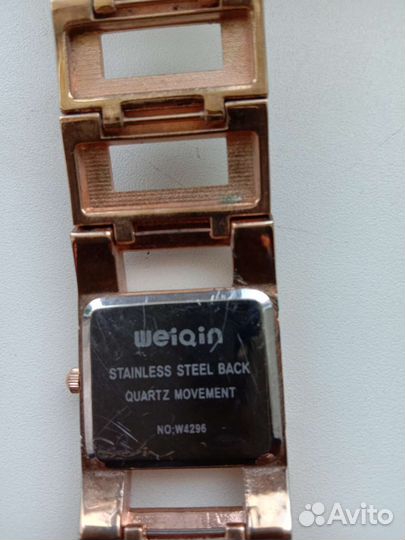 weiqin
STAINLESS STEEL BACK
QUARTZ MOVEMENT
NO:W4296
Avito